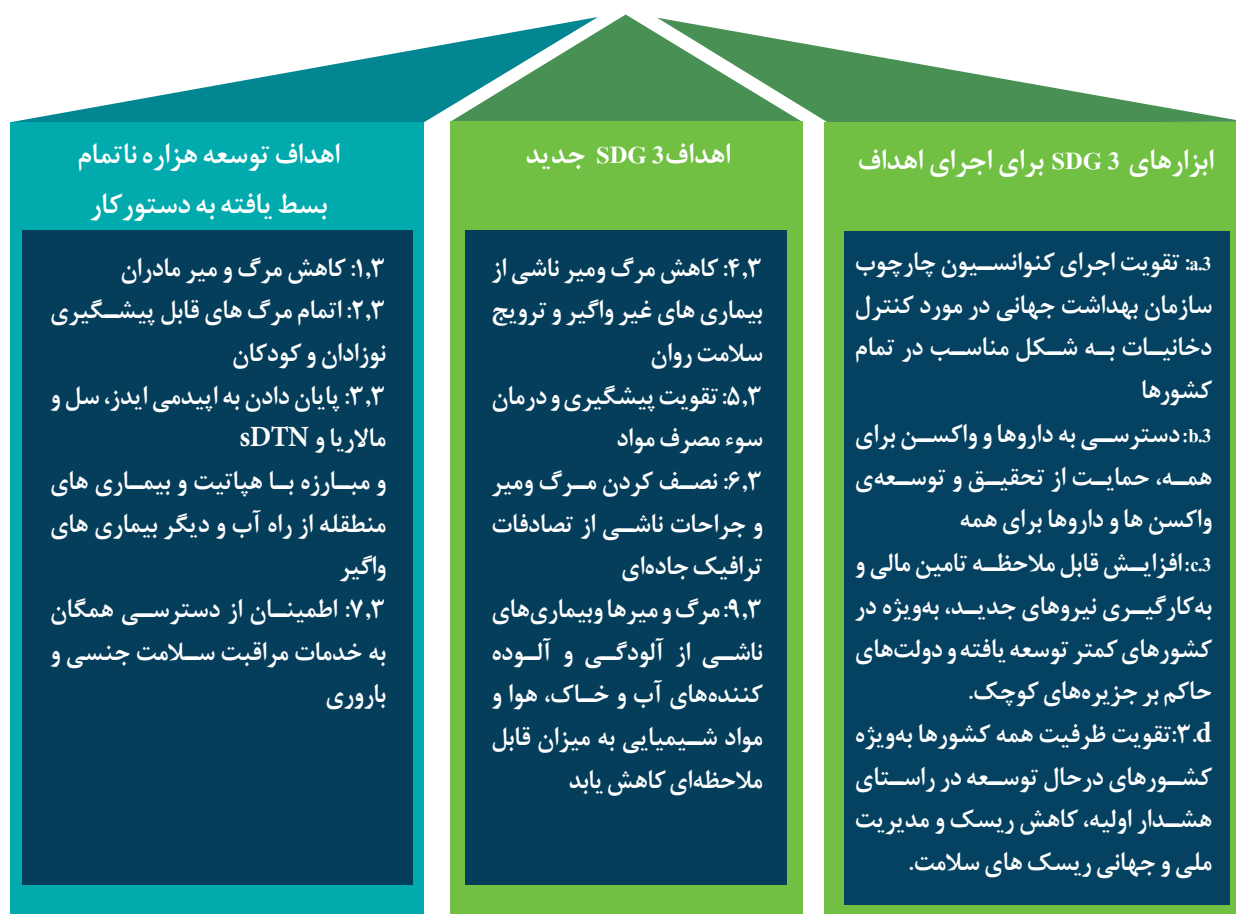 ابزارهای SDG 3 برای اجرای اهداف
a.3: تقویت اجرای کنوانسیون چارچوب
سازمان بهداشت جهانی در مورد کنترل
دخانیات به شکل مناسب در تمام
کشورها
b.3: دسترسی به داروها و واکسن برای
همه، حمایت از تحقیق و توسعه‌ی
واکسن ها و داروها برای همه
c.3: افزایش قابل ملاحظه تامین مالی و
به‌کارگیری نیروهای جدید، به‌ویژه در
کشورهای کمتر توسعه یافته و دولت‌های
حاکم بر جزیره‌های کوچک.
۳.d: تقویت ظرفیت همه کشورها به‌ویژه
کشورهای درحال توسعه در راستای
هشدار اولیه، کاهش ریسک و مدیریت
ملی و جهانی ریسک های سلامت.
اهداف SDG 3 جدید
۴,۳: کاهش مرگ ومیر ناشی از
بیماری های غیر واگیر و ترویج
سلامت روان
۵,۳: تقویت پیشگیری و درمان
سوء مصرف مواد
۶,۳: نصف کردن مرگ ومیر
و جراحات ناشی از تصادفات
ترافیک جاده‌ای
۹,۳: مرگ و میرها وبیماری‌های
ناشی از آلودگی و آلوده
کننده‌های آب و خاک، هوا و
مواد شیمیایی به میزان قابل
ملاحظه‌ای کاهش یابد
اهداف توسعه هزاره ناتمام
بسط یافته به دستورکار
۱,۳: کاهش مرگ و میر مادران
۲,۳: اتمام مرگ های قابل پیشگیری
نوزادان و کودکان
۳,۳: پایان دادن به اپیدمی ایدز، سل و
مالاریا و sDTN
و مبارزه با هپاتیت و بیماری های
منطقله از راه آب و دیگر بیماری های
واگیر
۷,۳: اطمینان از دسترسی همگان
به خدمات مراقبت سلامت جنسی و
باروری